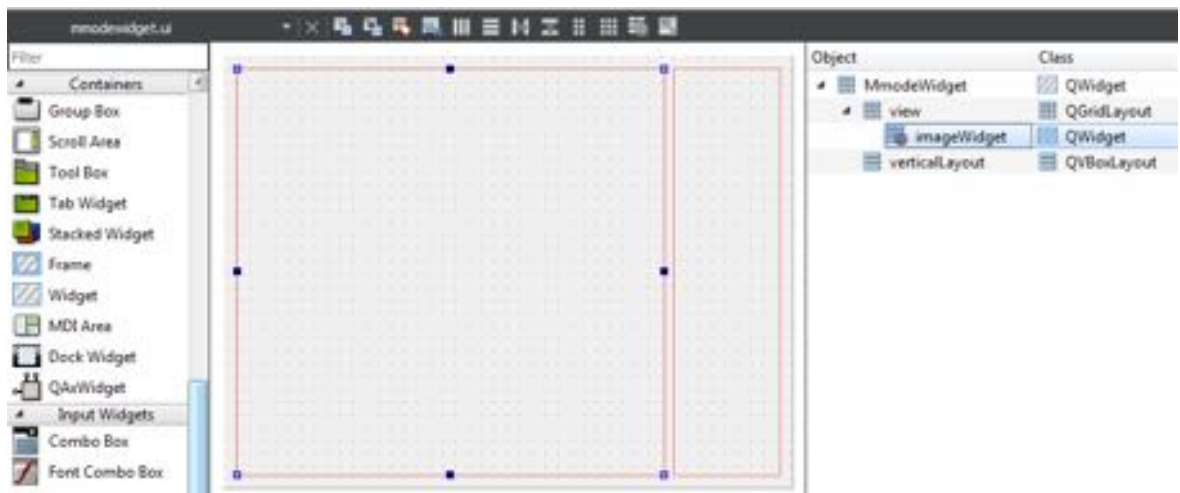 mmodewidget.ui
Filter
Containers
Group Box
Scroll Area
Tool Box
Tab Widget
Stacked Widget
Frame
Widget
MDI Area
Dock Widget
QAxWidget
Input Widgets
Combo Box
Font Combo Box
Object Class
MmodeWidget QWidget
view QGridLayout
imageWidget QWidget
verticalLayout QVBoxLayout